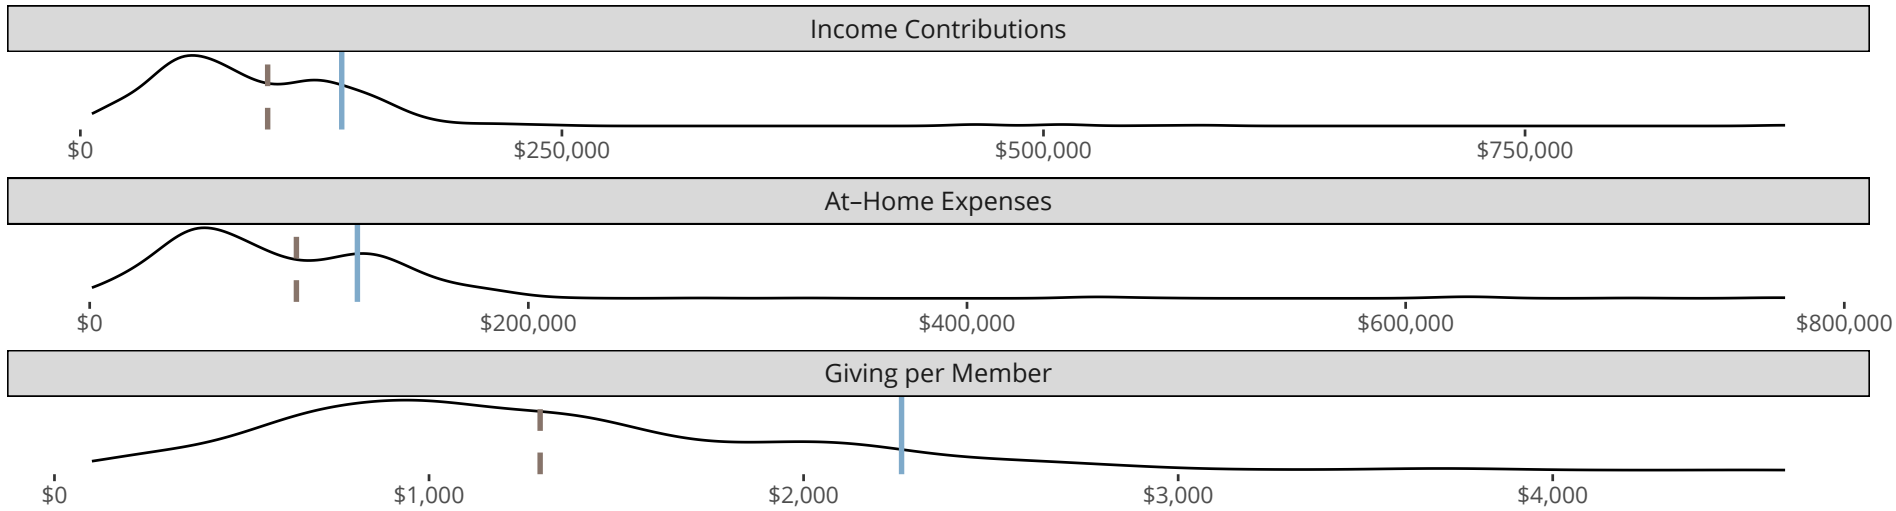 Income Contributions
$0 $250,000 $500,000 $750,000
At–Home Expenses
$0 $200,000 $400,000 $600,000 $800,000
Giving per Member
$0 $1,000 $2,000 $3,000 $4,000